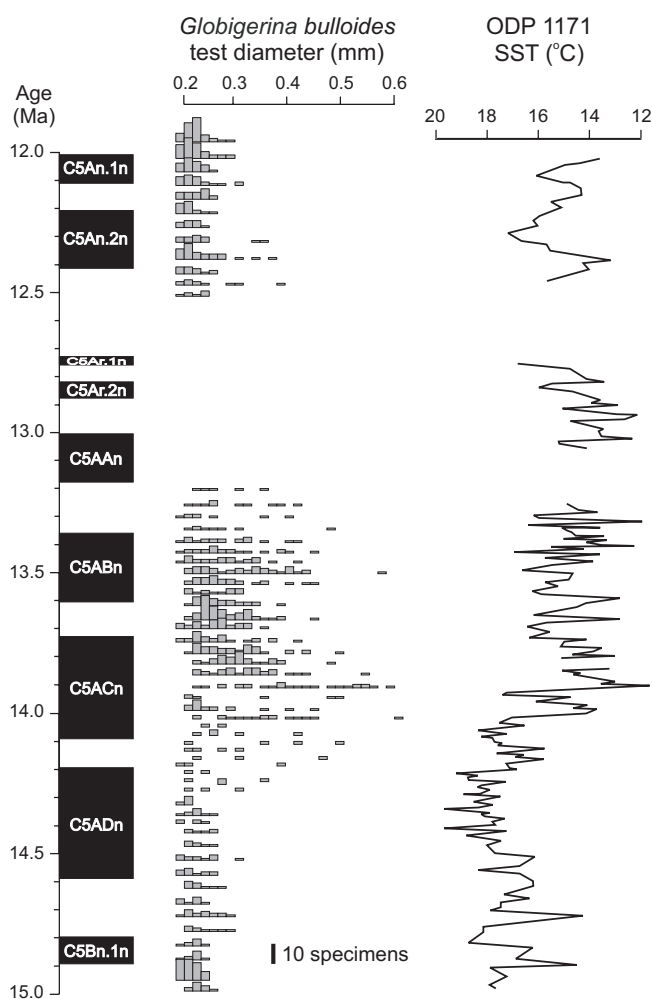 Globigerina bulloides
test diameter (mm)
0.2 0.3 0.4 0.5 0.6
ODP 1171
SST (°C)
20 18 16 14 12
Age
(Ma)
12.0
C5An.1n
C5An.2n
12.5
C5Ar.1n
C5Ar.2n
13.0
C5AAn
C5ABn
13.5
C5ACn
14.0
C5ADn
14.5
C5Bn.1n
10 specimens
15.0